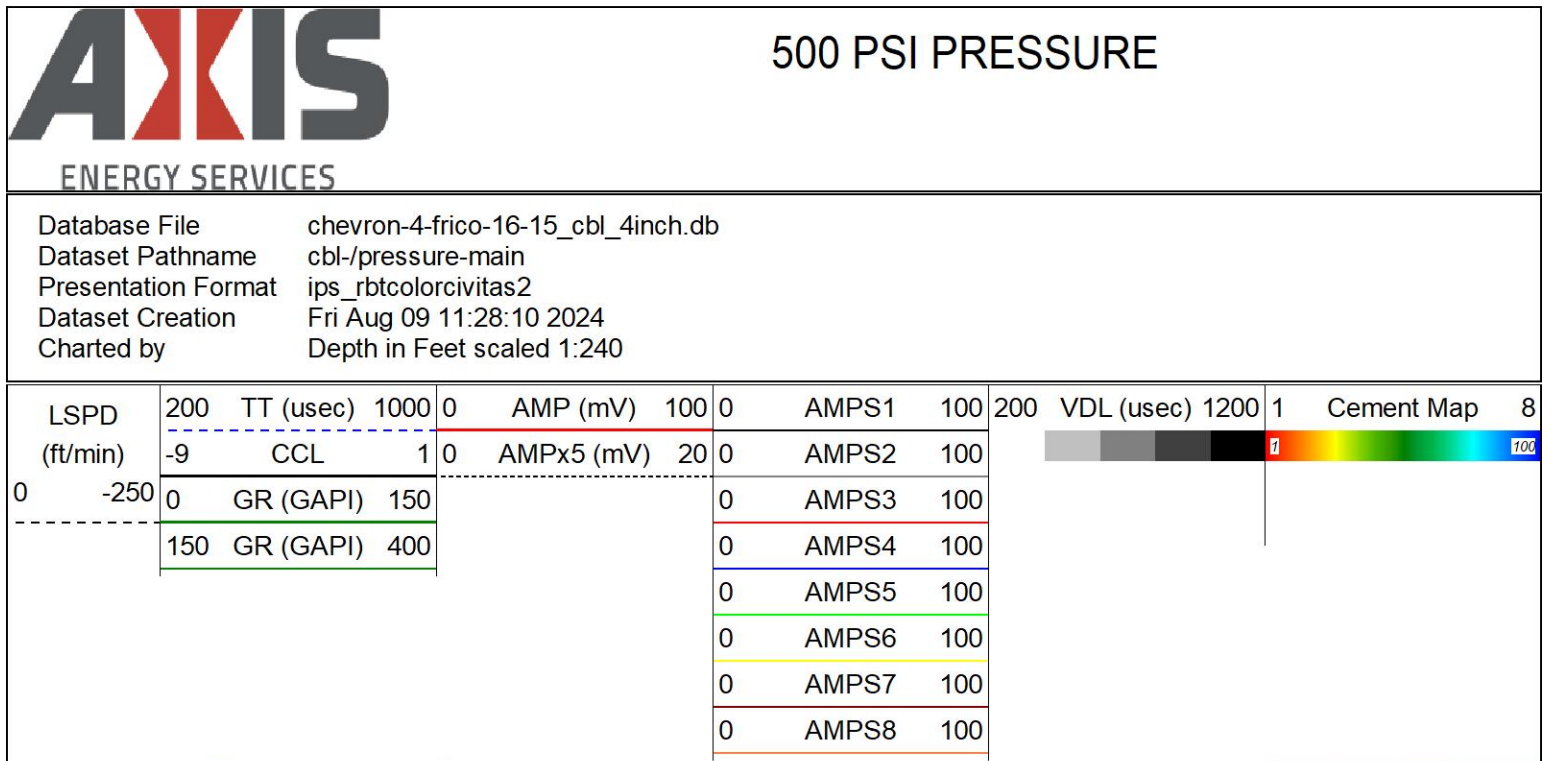 AXIS
ENERGY SERVICES
500 PSI PRESSURE
Database File chevron-4-frico-16-15_cbl_4inch.db
Dataset Pathname cbl-/pressure-main
Presentation Format ips_rbtcolorcivitas2
Dataset Creation Fri Aug 09 11:28:10 2024
Charted by Depth in Feet scaled 1:240
LSPD
(ft/min)
0 -250
200 TT (usec) 1000
-9 CCL 1
0 GR (GAPI) 150
150 GR (GAPI) 400
0 AMP (mV) 100
0 AMPx5 (mV) 20
0 AMPS1 100
0 AMPS2 100
0 AMPS3 100
0 AMPS4 100
0 AMPS5 100
0 AMPS6 100
0 AMPS7 100
0 AMPS8 100
200 VDL (usec) 1200
1 Cement Map 8
1 100